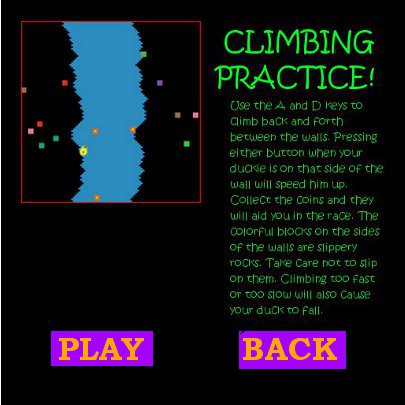 CLIMBING
PRACTICE!
Use the A and D keys to
climb back and forth
between the walls. Pressing
either button when your
duckie is on that side of the
wall will speed him up.
Collect the coins and they
will aid you in the race. The
colorful blocks on the sides
of the walls are slippery
rocks. Take care not to slip
on them. Climbing too fast
or too slow will also cause
your duck to fall.
PLAY
BACK